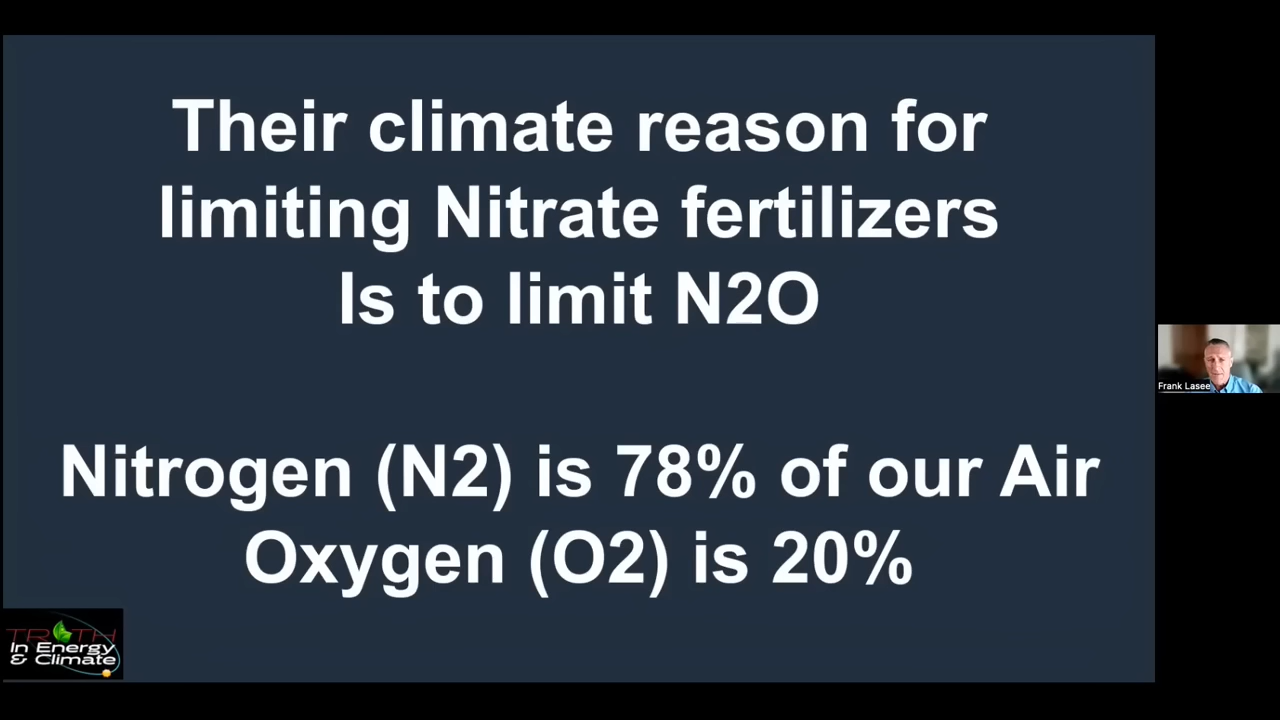 Their climate reason for
limiting Nitrate fertilizers
Is to limit N2O
Nitrogen (N2) is 78% of our Air
Oxygen (O2) is 20%
Frank Lasee
TRUTH
In Energy
& Climate